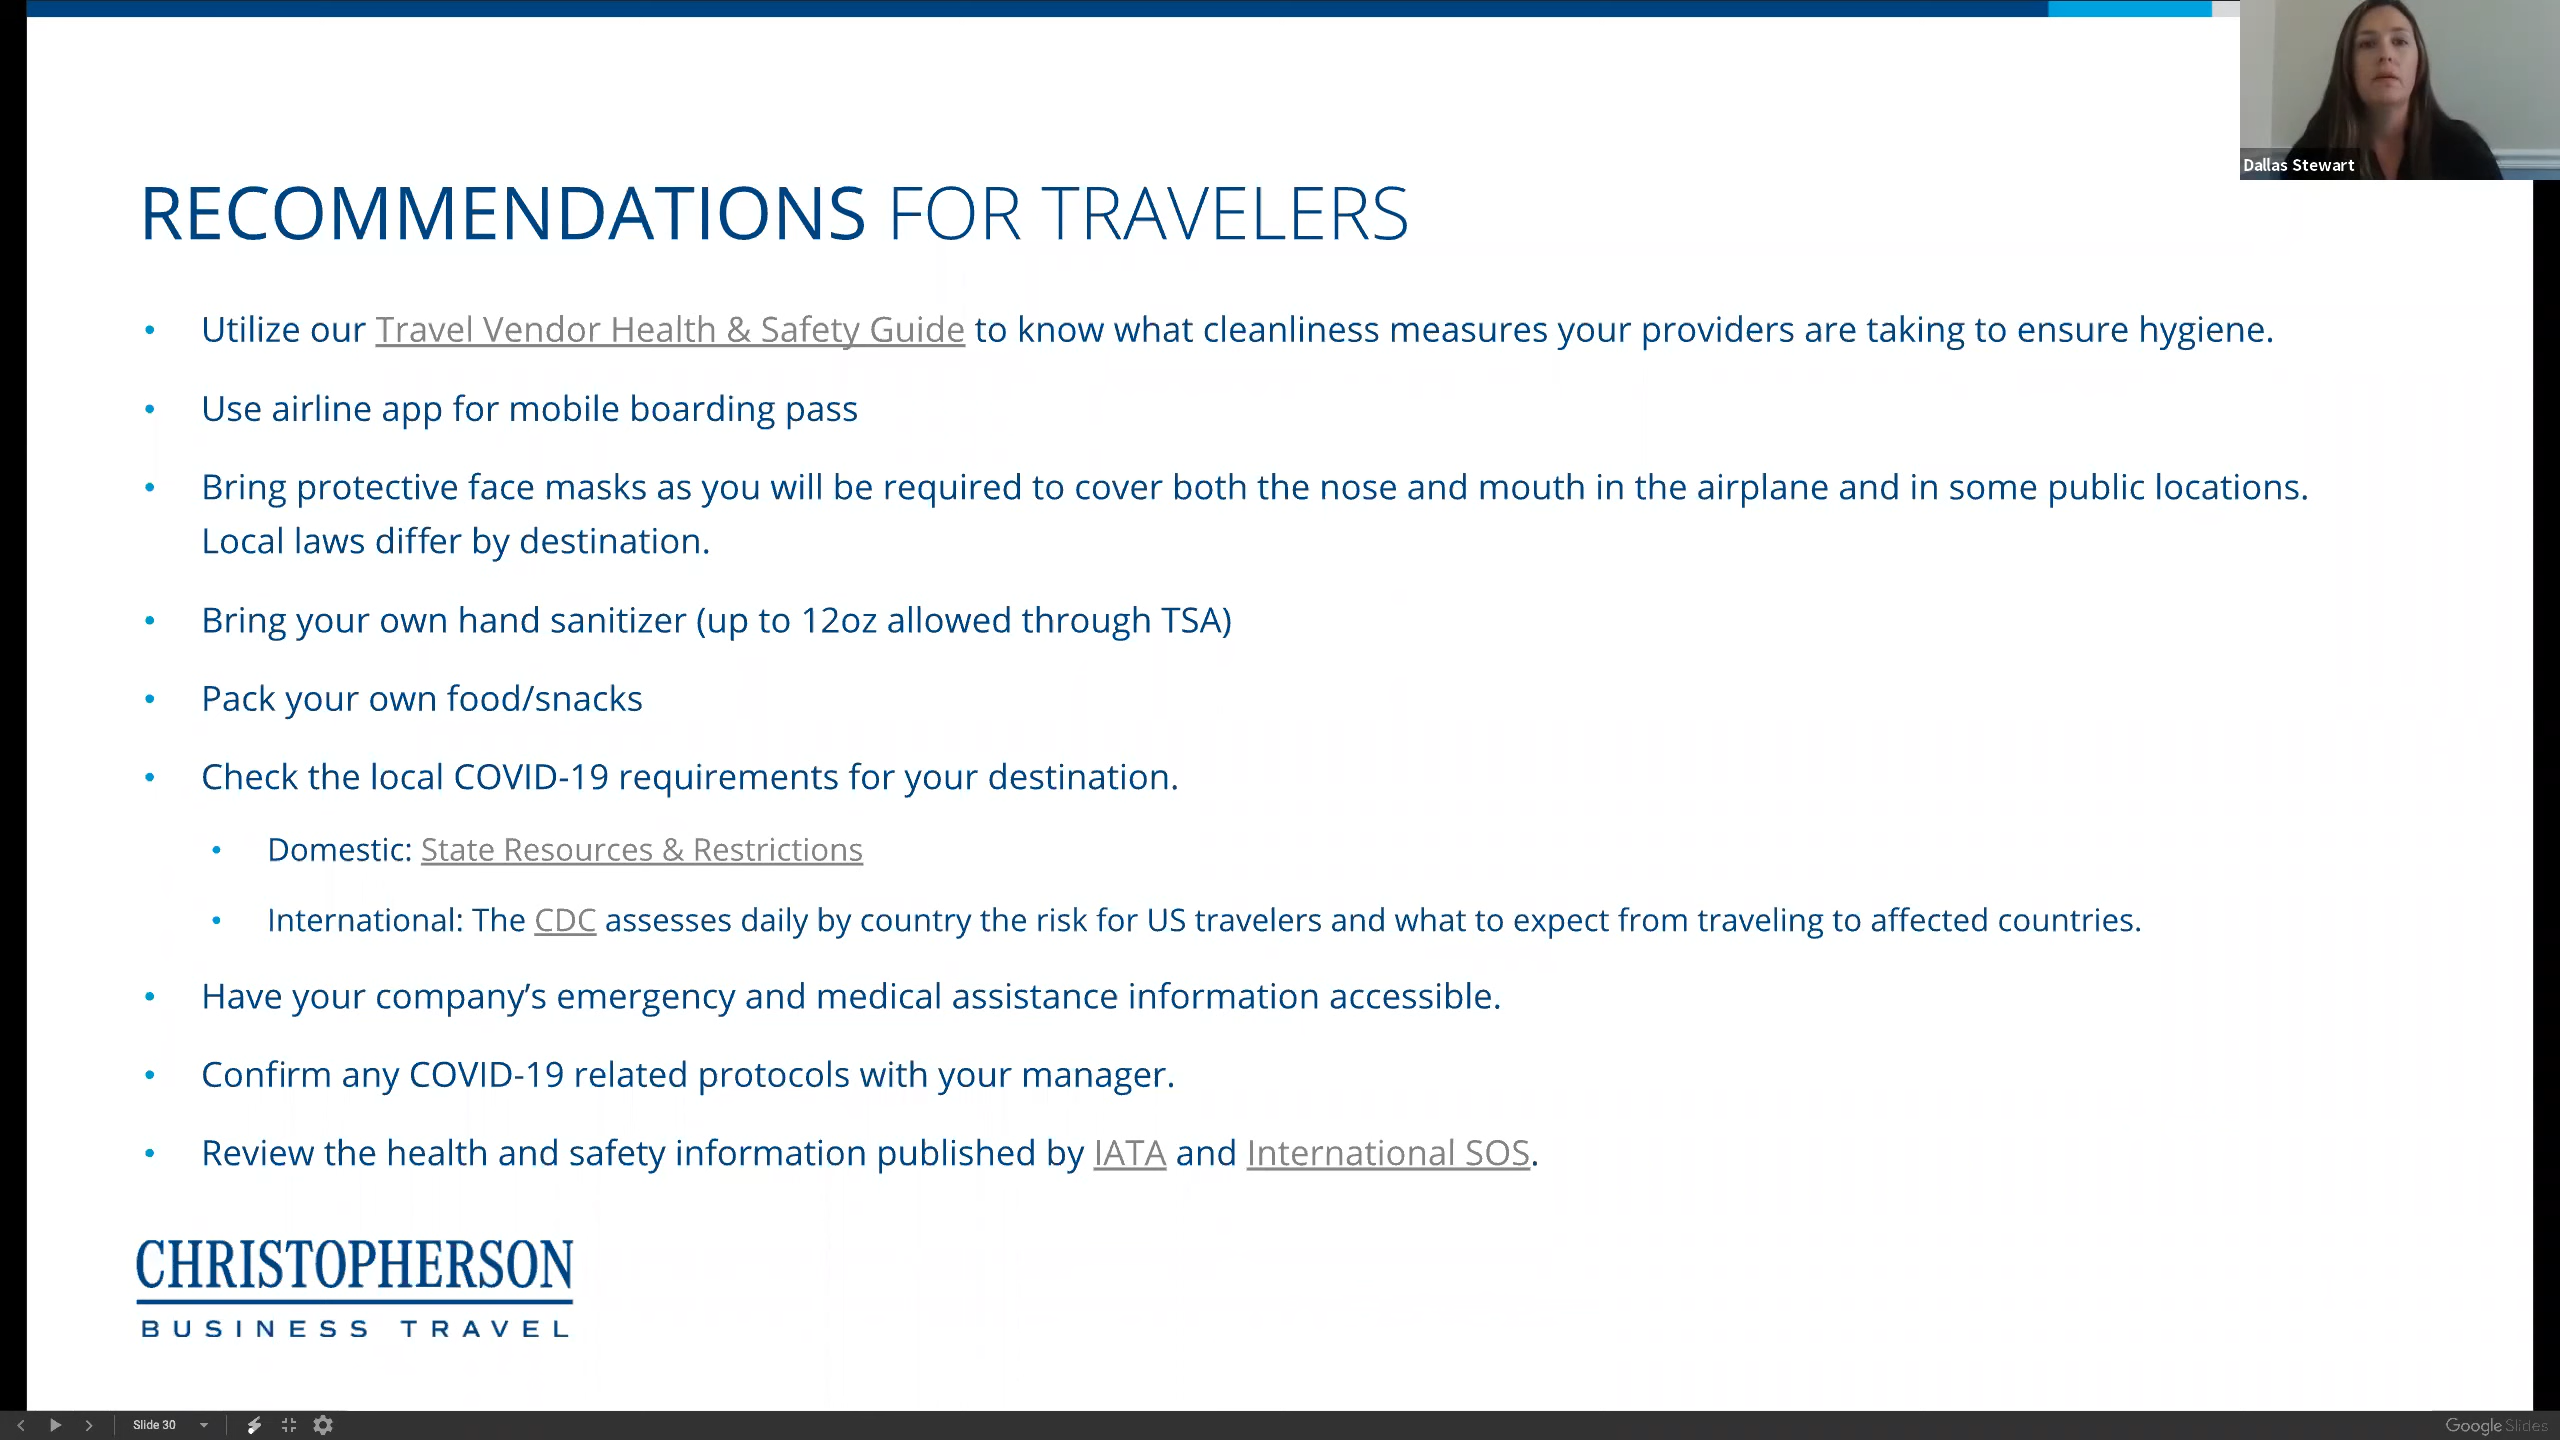 Dallas Stewart
RECOMMENDATIONS FOR TRAVELERS
• Utilize our Travel Vendor Health & Safety Guide to know what cleanliness measures your providers are taking to ensure hygiene.
• Use airline app for mobile boarding pass
• Bring protective face masks as you will be required to cover both the nose and mouth in the airplane and in some public locations.
Local laws differ by destination.
• Bring your own hand sanitizer (up to 12oz allowed through TSA)
• Pack your own food/snacks
• Check the local COVID-19 requirements for your destination.
• Domestic: State Resources & Restrictions
• International: The CDC assesses daily by country the risk for US travelers and what to expect from traveling to affected countries.
• Have your company’s emergency and medical assistance information accessible.
• Confirm any COVID-19 related protocols with your manager.
• Review the health and safety information published by IATA and International SOS.
CHRISTOPHERSON
BUSINESS TRAVEL
Slide 30
Google Slides